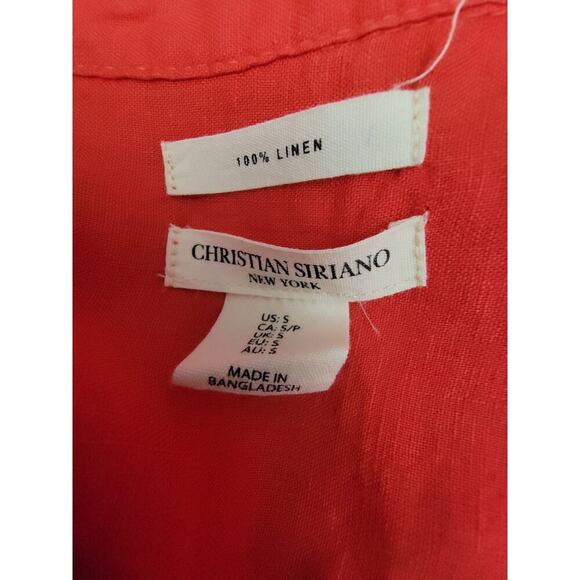 100% LINEN
CHRISTIAN SIRIANO
NEW YORK
US: S
CA: S/P
UK: S
EU: S
AU: S
MADE IN
BANGLADESH